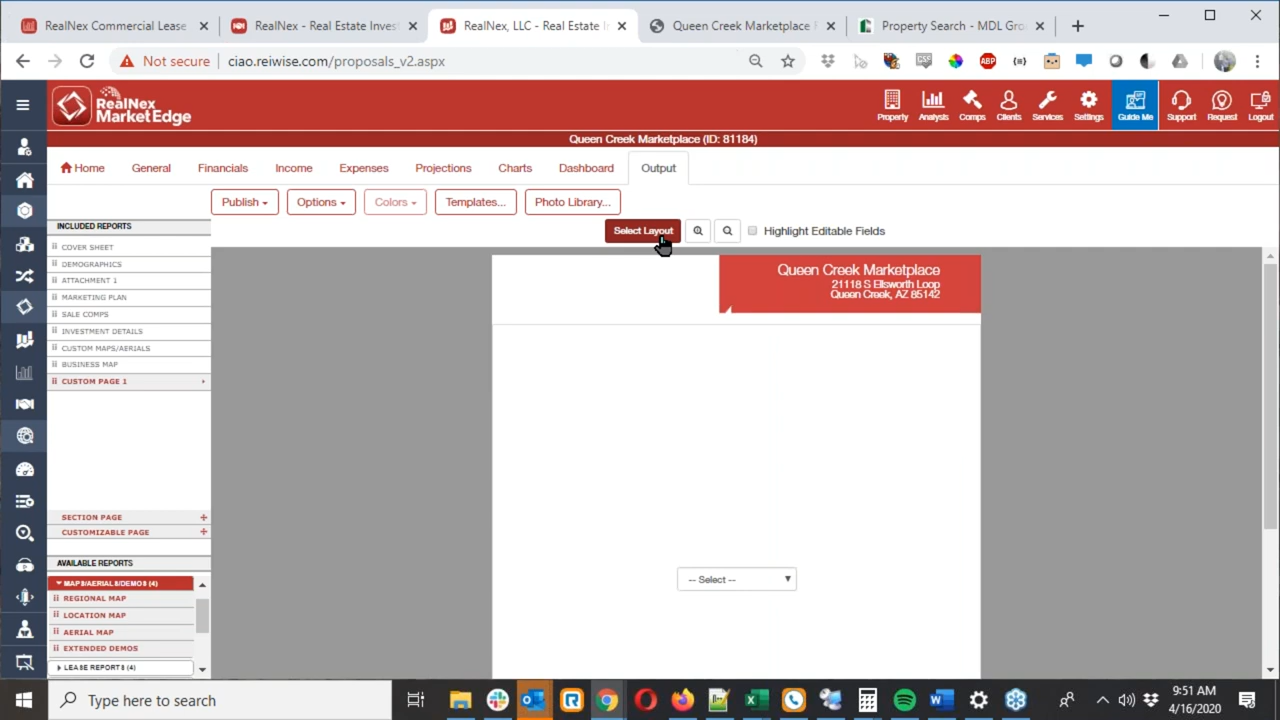 RealNex Commercial Lease
RealNex - Real Estate Inves
RealNex, LLC - Real Estate I
Queen Creek Marketplace
Property Search - MDL Gro
Not secure
ciao.reiwise.com/proposals_v2.aspx
RealNex
MarketEdge
Property
Analysis
Comps
Clients
Services
Settings
Guide Me
Support
Request
Logout
Queen Creek Marketplace (ID: 81184)
Home
General
Financials
Income
Expenses
Projections
Charts
Dashboard
Output
Publish
Options
Colors
Templates...
Photo Library...
Select Layout
Highlight Editable Fields
INCLUDED REPORTS
COVER SHEET
DEMOGRAPHICS
ATTACHMENT 1
MARKETING PLAN
SALE COMPS
INVESTMENT DETAILS
CUSTOM MAPS/AERIALS
BUSINESS MAP
CUSTOM PAGE 1
Queen Creek Marketplace
21118 S Ellsworth Loop
Queen Creek, AZ 85142
-- Select --
SECTION PAGE
CUSTOMIZABLE PAGE
AVAILABLE REPORTS
MAPS/AERIALS/DEMOS (4)
REGIONAL MAP
LOCATION MAP
AERIAL MAP
EXTENDED DEMOS
LEASE REPORTS (4)
Type here to search
9:51 AM
4/16/2020